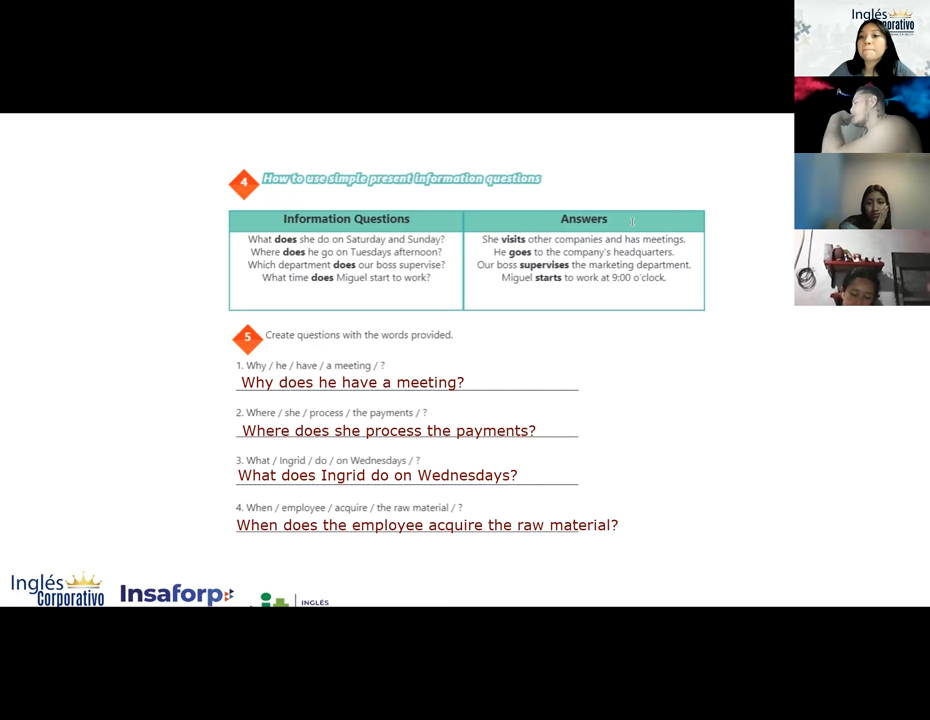 Inglés
Corporativo
4
How to use simple present information questions
Information Questions
Answers
What does she do on Saturday and Sunday?
Where does he go on Tuesdays afternoon?
Which department does our boss supervise?
What time does Miguel start to work?
She visits other companies and has meetings.
He goes to the company's headquarters.
Our boss supervises the marketing department.
Miguel starts to work at 9:00 o'clock.
5
Create questions with the words provided.
1. Why / he / have / a meeting / ?
Why does he have a meeting?
2. Where / she / process / the payments / ?
Where does she process the payments?
3. What / Ingrid / do / on Wednesdays / ?
What does Ingrid do on Wednesdays?
4. When / employee / acquire / the raw material / ?
When does the employee acquire the raw material?
Inglés
Corporativo
Insaforp
INGLÉS